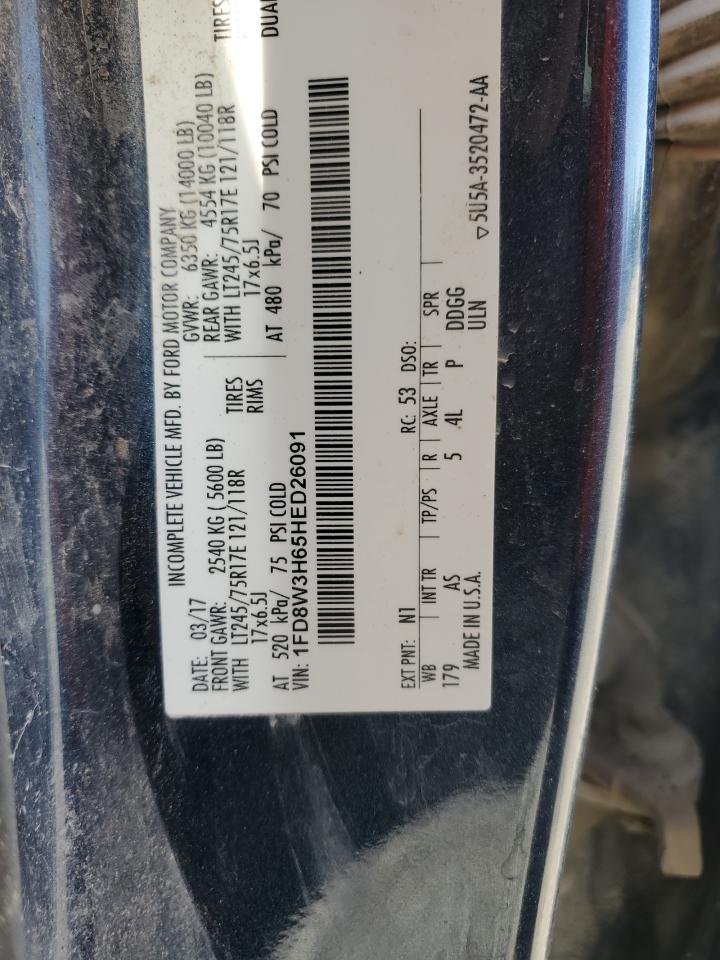 INCOMPLETE VEHICLE MFD. BY FORD MOTOR COMPANY
DATE: 03/17 GVWR: 6350 KG (14000 LB)
FRONT GAWR: 2540 KG ( 5600 LB) REAR GAWR: 4554 KG (10040 LB)
WITH LT245/75R17E 121/118R TIRES WITH LT245/75R17E 121/118R TIRES
17x6.5J RIMS 17x6.5J
AT 520 kPa/ 75 PSI COLD AT 480 kPa/ 70 PSI COLD DUAL
VIN: 1FD8W3H65HED26091
EXT PNT: N1 RC: 53 DSO:
WB INT TR TP/PS R AXLE TR SPR
179 AS 5 4L P DDGG
MADE IN U.S.A. ULN
▽5U5A-3520472-AA